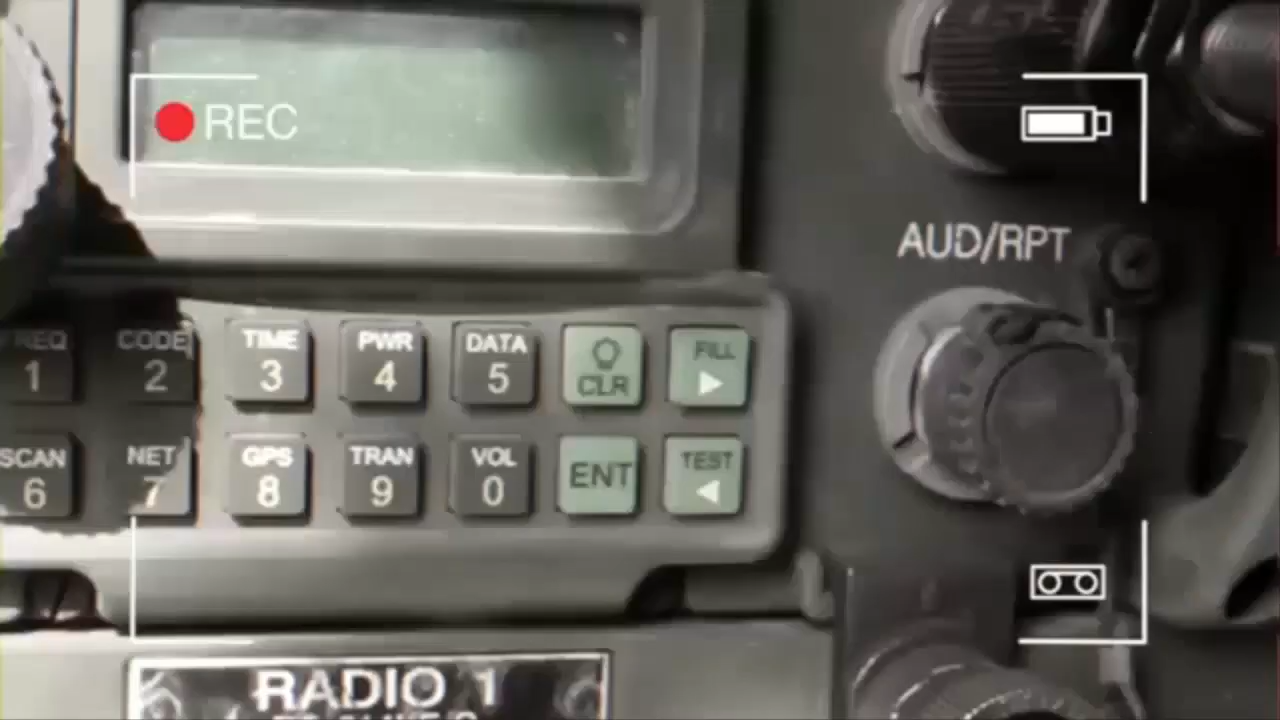 REC
AUD/RPT
FREQ CODE TIME PWR DATA CLR FILL
1 2 3 4 5
SCAN NET GPS TRAN VOL ENT TEST
6 7 8 9 0
RADIO 1